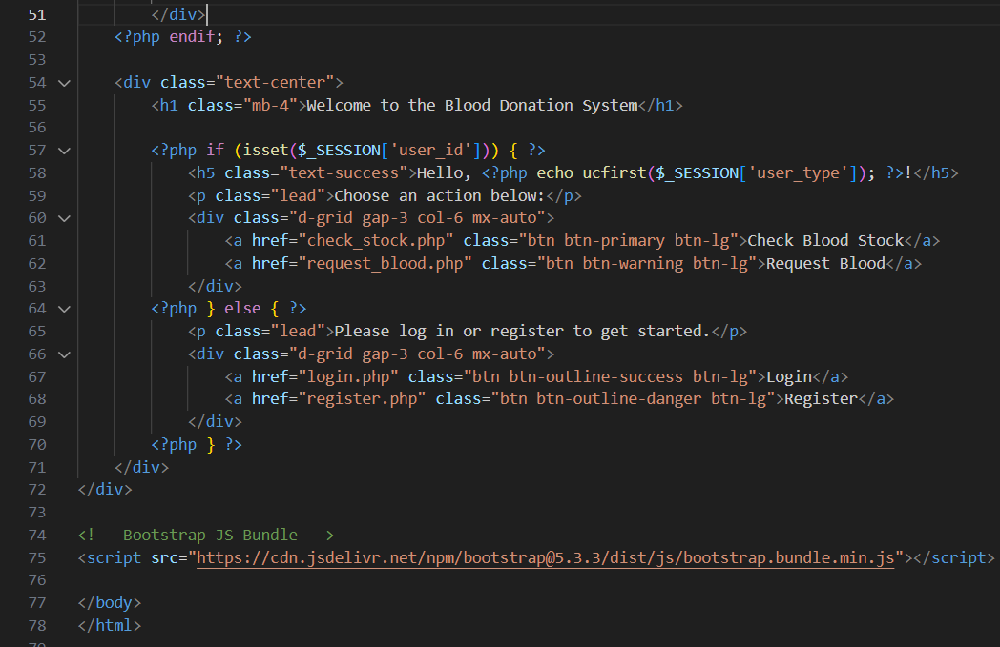 51 </div>
52 <?php endif; ?>
53
54 <div class="text-center">
55 <h1 class="mb-4">Welcome to the Blood Donation System</h1>
56
57 <?php if (isset($_SESSION['user_id'])) { ?>
58 <h5 class="text-success">Hello, <?php echo ucfirst($_SESSION['user_type']); ?>!</h5>
59 <p class="lead">Choose an action below:</p>
60 <div class="d-grid gap-3 col-6 mx-auto">
61 <a href="check_stock.php" class="btn btn-primary btn-lg">Check Blood Stock</a>
62 <a href="request_blood.php" class="btn btn-warning btn-lg">Request Blood</a>
63 </div>
64 <?php } else { ?>
65 <p class="lead">Please log in or register to get started.</p>
66 <div class="d-grid gap-3 col-6 mx-auto">
67 <a href="login.php" class="btn btn-outline-success btn-lg">Login</a>
68 <a href="register.php" class="btn btn-outline-danger btn-lg">Register</a>
69 </div>
70 <?php } ?>
71 </div>
72 </div>
73
74 <!-- Bootstrap JS Bundle -->
75 <script src="https://cdn.jsdelivr.net/npm/bootstrap@5.3.3/dist/js/bootstrap.bundle.min.js"></script>
76
77 </body>
78 </html>